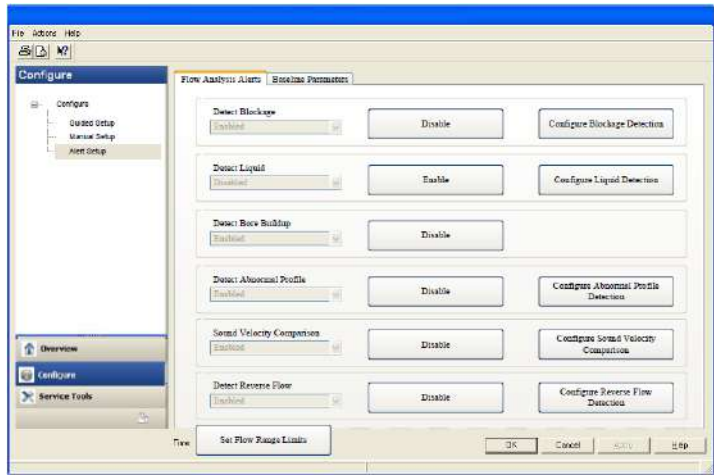 File Actions Help
Configure
Configure
Guided Setup
Manual Setup
Alert Setup
Overview
Configure
Service Tools
Flow Analysis Alerts Baseline Parameters
Detect Blockage
Enabled
Disable
Configure Blockage Detection
Detect Liquid
Disabled
Enable
Configure Liquid Detection
Detect Bore Buildup
Enabled
Disable
Detect Abnormal Profile
Enabled
Disable
Configure Abnormal Profile
Detection
Sound Velocity Comparison
Enabled
Disable
Configure Sound Velocity
Comparison
Detect Reverse Flow
Enabled
Disable
Configure Reverse Flow
Detection
Time
Set Flow Range Limits
OK Cancel Apply Help